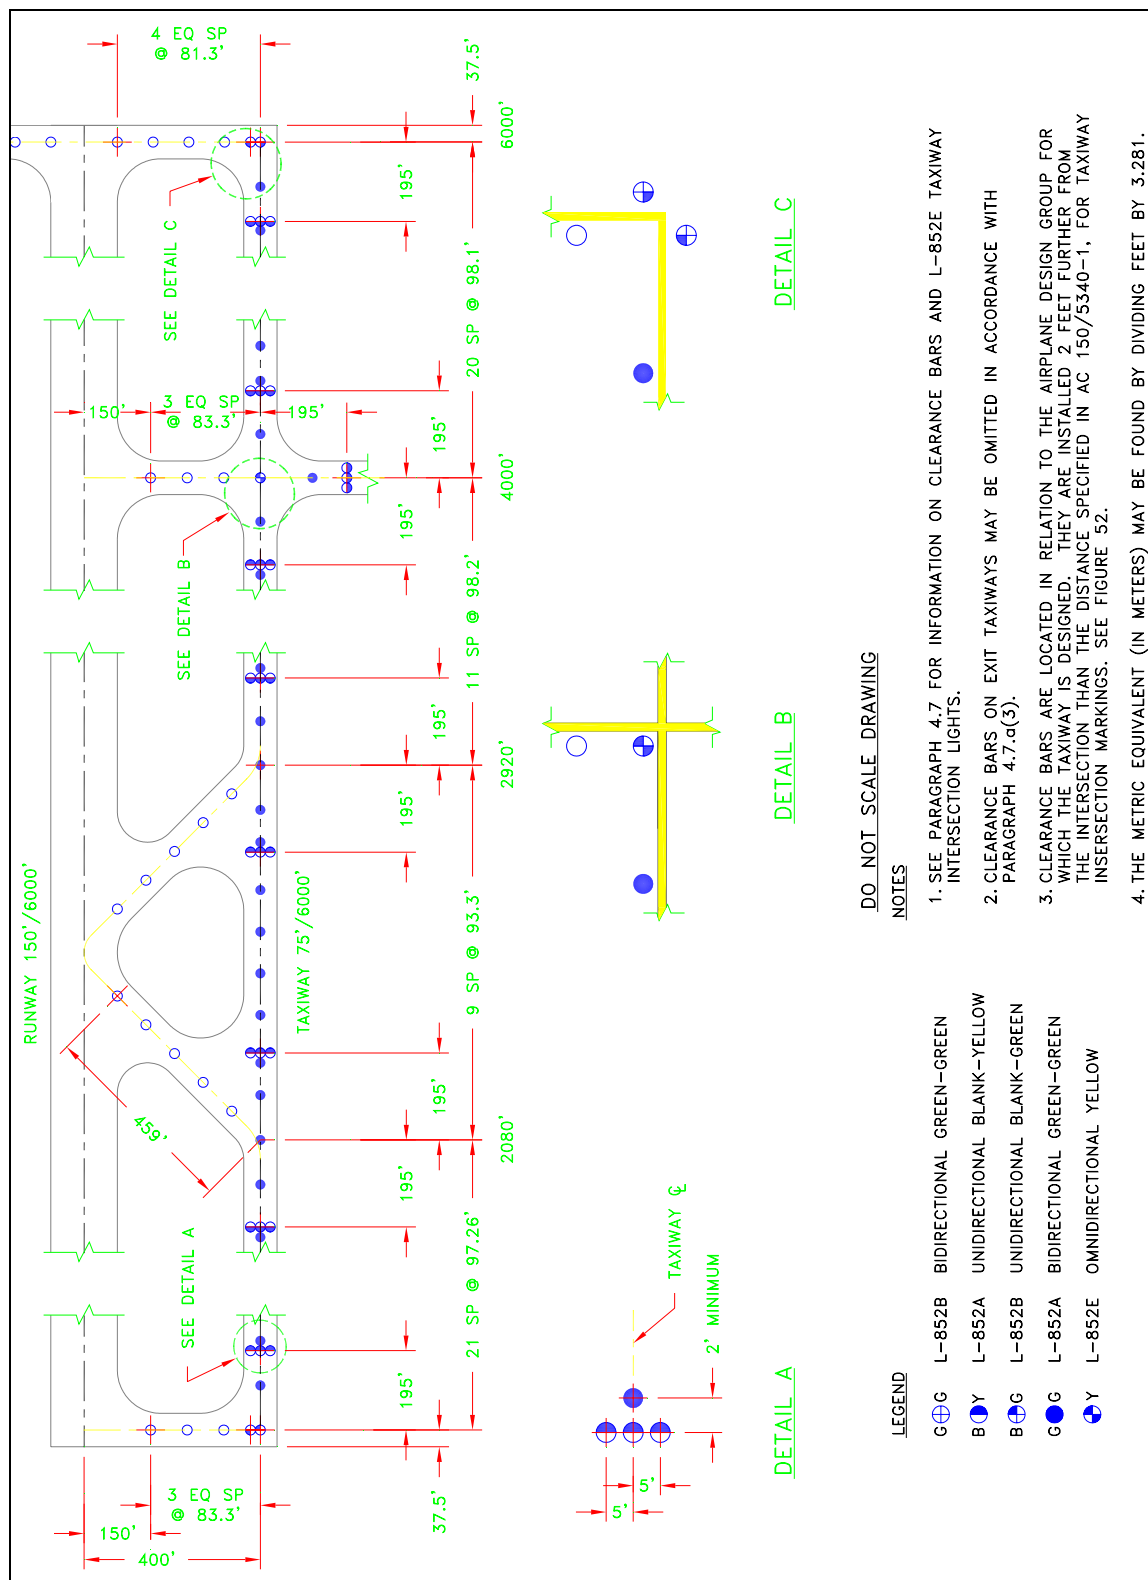 RUNWAY 150'/6000'
TAXIWAY 75'/6000'
400'
150'
3 EQ SP
@ 83.3'
37.5'
195'
SEE DETAIL A
21 SP @ 97.26'
195'
2080'
459'
195'
9 SP @ 93.3'
195'
2920'
195'
11 SP @ 98.2'
SEE DETAIL B
195'
4000'
195'
150'
3 EQ SP
@ 83.3'
195'
20 SP @ 98.1'
SEE DETAIL C
195'
6000'
37.5'
4 EQ SP
@ 81.3'
5'
5'
TAXIWAY ℄
2' MINIMUM
DETAIL A
DETAIL B
DETAIL C
DO NOT SCALE DRAWING
LEGEND
G G L-852B BIDIRECTIONAL GREEN-GREEN
B Y L-852A UNIDIRECTIONAL BLANK-YELLOW
B G L-852B UNIDIRECTIONAL BLANK-GREEN
G G L-852A BIDIRECTIONAL GREEN-GREEN
Y L-852E OMNIDIRECTIONAL YELLOW
NOTES
1. SEE PARAGRAPH 4.7 FOR INFORMATION ON CLEARANCE BARS AND L-852E TAXIWAY
INTERSECTION LIGHTS.
2. CLEARANCE BARS ON EXIT TAXIWAYS MAY BE OMITTED IN ACCORDANCE WITH
PARAGRAPH 4.7.a(3).
3. CLEARANCE BARS ARE LOCATED IN RELATION TO THE AIRPLANE DESIGN GROUP FOR
WHICH THE TAXIWAY IS DESIGNED. THEY ARE INSTALLED 2 FEET FURTHER FROM
THE INTERSECTION THAN THE DISTANCE SPECIFIED IN AC 150/5340-1, FOR TAXIWAY
INSERSECTION MARKINGS. SEE FIGURE 52.
4. THE METRIC EQUIVALENT (IN METERS) MAY BE FOUND BY DIVIDING FEET BY 3.281.